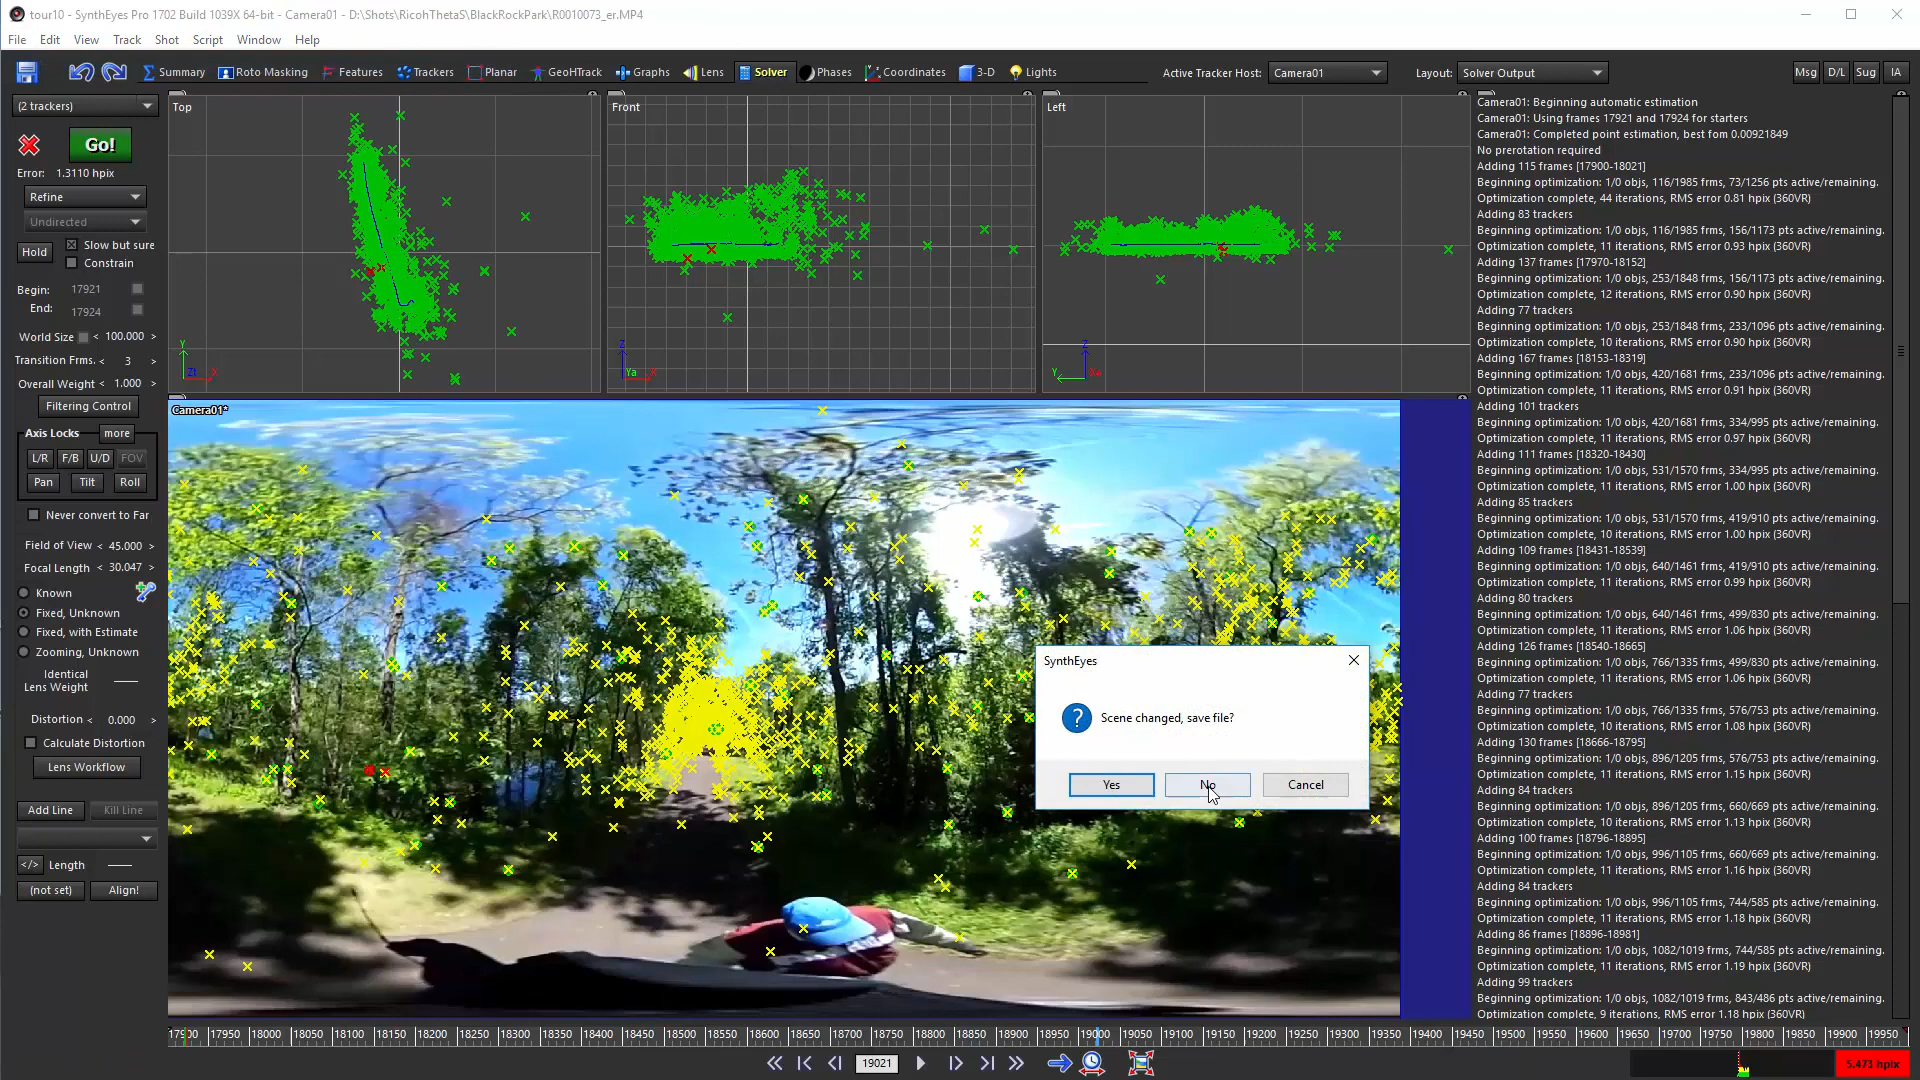 tour10 - SynthEyes Pro 1702 Build 1039X 64-bit - Camera01 - D:\Shots\RicohThetaS\BlackRockPark\R0010073_er.MP4
File Edit View Track Shot Script Window Help
Summary Roto Masking Features Trackers Planar GeoHTrack Graphs Lens Solver Phases Coordinates 3-D Lights Active Tracker Host: Camera01 Layout: Solver Output Msg D/L Sug IA
(2 trackers)
Go!
Error: 1.3110 hpix
Refine
Undirected
Hold Slow but sure
Constrain
Begin: 17921
End: 17924
World Size < 100.000 >
Transition Frms. < 3 >
Overall Weight < 1.000 >
Filtering Control
Axis Locks more
L/R F/B U/D FOV
Pan Tilt Roll
Never convert to Far
Field of View < 45.000 >
Focal Length < 30.047 >
Known
Fixed, Unknown
Fixed, with Estimate
Zooming, Unknown
Identical
Lens Weight
Distortion < 0.000 >
Calculate Distortion
Lens Workflow
Add Line Kill Line
</> Length
(not set) Align!
Top
Y
X
Front
Z
Ya X
Left
Z
Y
Camera01*
SynthEyes
Scene changed, save file?
Yes No Cancel
Camera01: Beginning automatic estimation
Camera01: Using frames 17921 and 17924 for starters
Camera01: Completed point estimation, best fom 0.00921849
No prerotation required
Adding 115 frames [17900-18021]
Beginning optimization: 1/0 objs, 116/1985 frms, 73/1256 pts active/remaining.
Optimization complete, 44 iterations, RMS error 0.81 hpix (360VR)
Adding 83 trackers
Beginning optimization: 1/0 objs, 116/1985 frms, 156/1173 pts active/remaining.
Optimization complete, 11 iterations, RMS error 0.93 hpix (360VR)
Adding 137 frames [17970-18152]
Beginning optimization: 1/0 objs, 253/1848 frms, 156/1173 pts active/remaining.
Optimization complete, 12 iterations, RMS error 0.90 hpix (360VR)
Adding 77 trackers
Beginning optimization: 1/0 objs, 253/1848 frms, 233/1096 pts active/remaining.
Optimization complete, 10 iterations, RMS error 0.90 hpix (360VR)
Adding 167 frames [18153-18319]
Beginning optimization: 1/0 objs, 420/1681 frms, 233/1096 pts active/remaining.
Optimization complete, 11 iterations, RMS error 0.91 hpix (360VR)
Adding 101 trackers
Beginning optimization: 1/0 objs, 420/1681 frms, 334/995 pts active/remaining.
Optimization complete, 11 iterations, RMS error 0.97 hpix (360VR)
Adding 111 frames [18320-18430]
Beginning optimization: 1/0 objs, 531/1570 frms, 334/995 pts active/remaining.
Optimization complete, 11 iterations, RMS error 1.00 hpix (360VR)
Adding 85 trackers
Beginning optimization: 1/0 objs, 531/1570 frms, 419/910 pts active/remaining.
Optimization complete, 10 iterations, RMS error 1.00 hpix (360VR)
Adding 109 frames [18431-18539]
Beginning optimization: 1/0 objs, 640/1461 frms, 419/910 pts active/remaining.
Optimization complete, 11 iterations, RMS error 0.99 hpix (360VR)
Adding 80 trackers
Beginning optimization: 1/0 objs, 640/1461 frms, 499/830 pts active/remaining.
Optimization complete, 11 iterations, RMS error 1.06 hpix (360VR)
Adding 126 frames [18540-18665]
Beginning optimization: 1/0 objs, 766/1335 frms, 499/830 pts active/remaining.
Optimization complete, 11 iterations, RMS error 1.06 hpix (360VR)
Adding 77 trackers
Beginning optimization: 1/0 objs, 766/1335 frms, 576/753 pts active/remaining.
Optimization complete, 10 iterations, RMS error 1.08 hpix (360VR)
Adding 130 frames [18666-18795]
Beginning optimization: 1/0 objs, 896/1205 frms, 576/753 pts active/remaining.
Optimization complete, 11 iterations, RMS error 1.15 hpix (360VR)
Adding 84 trackers
Beginning optimization: 1/0 objs, 896/1205 frms, 660/669 pts active/remaining.
Optimization complete, 10 iterations, RMS error 1.13 hpix (360VR)
Adding 100 frames [18796-18895]
Beginning optimization: 1/0 objs, 996/1105 frms, 660/669 pts active/remaining.
Optimization complete, 11 iterations, RMS error 1.16 hpix (360VR)
Adding 84 trackers
Beginning optimization: 1/0 objs, 996/1105 frms, 744/585 pts active/remaining.
Optimization complete, 11 iterations, RMS error 1.18 hpix (360VR)
Adding 86 frames [18896-18981]
Beginning optimization: 1/0 objs, 1082/1019 frms, 744/585 pts active/remaining.
Optimization complete, 11 iterations, RMS error 1.19 hpix (360VR)
Adding 99 trackers
Beginning optimization: 1/0 objs, 1082/1019 frms, 843/486 pts active/remaining.
Optimization complete, 9 iterations, RMS error 1.18 hpix (360VR)
17900 17950 18000 18050 18100 18150 18200 18250 18300 18350 18400 18450 18500 18550 18600 18650 18700 18750 18800 18850 18900 18950 19000 19050 19100 19150 19200 19250 19300 19350 19400 19450 19500 19550 19600 19650 19700 19750 19800 19850 19900 19950
19021
5.473 hpix